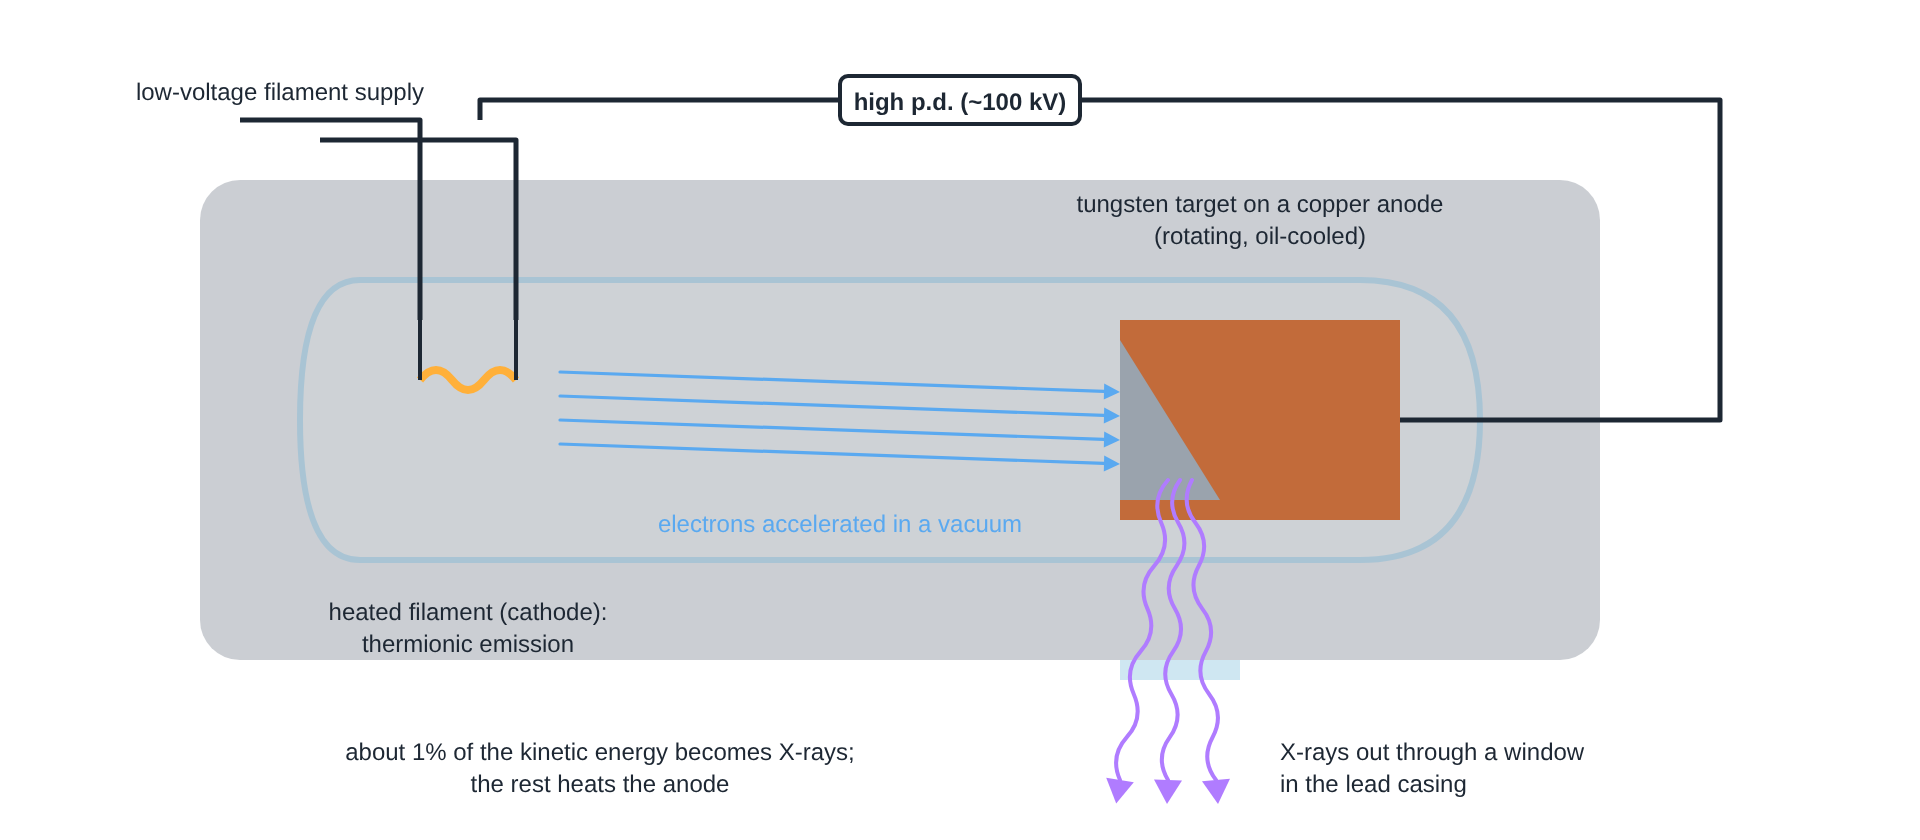 low-voltage filament supply
high p.d. (~100 kV)
tungsten target on a copper anode
(rotating, oil-cooled)
electrons accelerated in a vacuum
heated filament (cathode):
thermionic emission
about 1% of the kinetic energy becomes X-rays;
the rest heats the anode
X-rays out through a window
in the lead casing